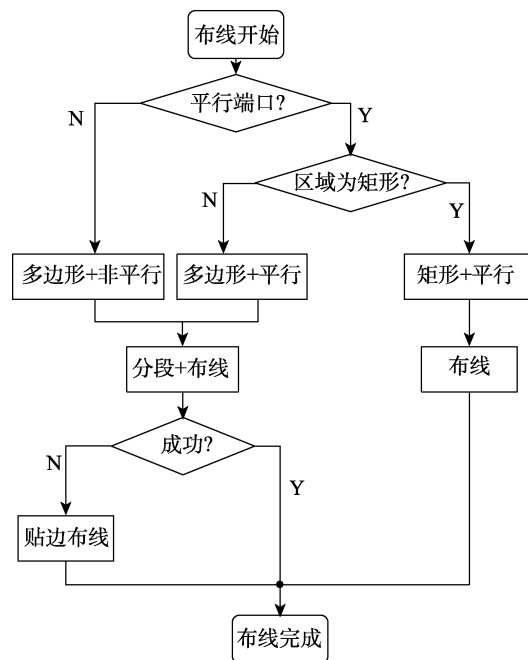 布线开始
平行端口?
N
Y
区域为矩形?
N
Y
多边形+非平行
多边形+平行
矩形+平行
分段+布线
布线
成功?
N
Y
贴边布线
布线完成